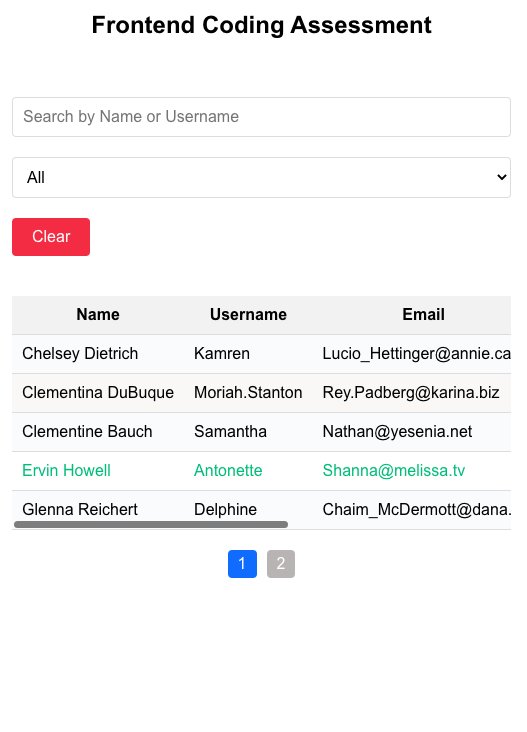 Frontend Coding Assessment
Search by Name or Username
All
Clear
Name Username Email
Chelsey Dietrich Kamren Lucio_Hettinger@annie.ca
Clementina DuBuque Moriah.Stanton Rey.Padberg@karina.biz
Clementine Bauch Samantha Nathan@yesenia.net
Ervin Howell Antonette Shanna@melissa.tv
Glenna Reichert Delphine Chaim_McDermott@dana.
1 2